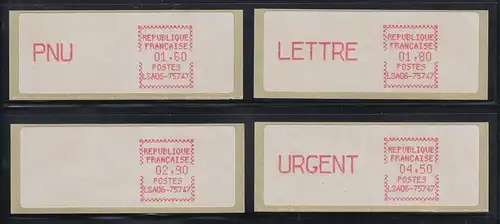 PNU
REPUBLIQUE
FRANCAISE
01,60
POSTES
LSA06-75747
LETTRE
REPUBLIQUE
FRANCAISE
01,80
POSTES
LSA06-75747
REPUBLIQUE
FRANCAISE
02,90
POSTES
LSA06-75747
URGENT
REPUBLIQUE
FRANCAISE
04,50
POSTES
LSA06-75747